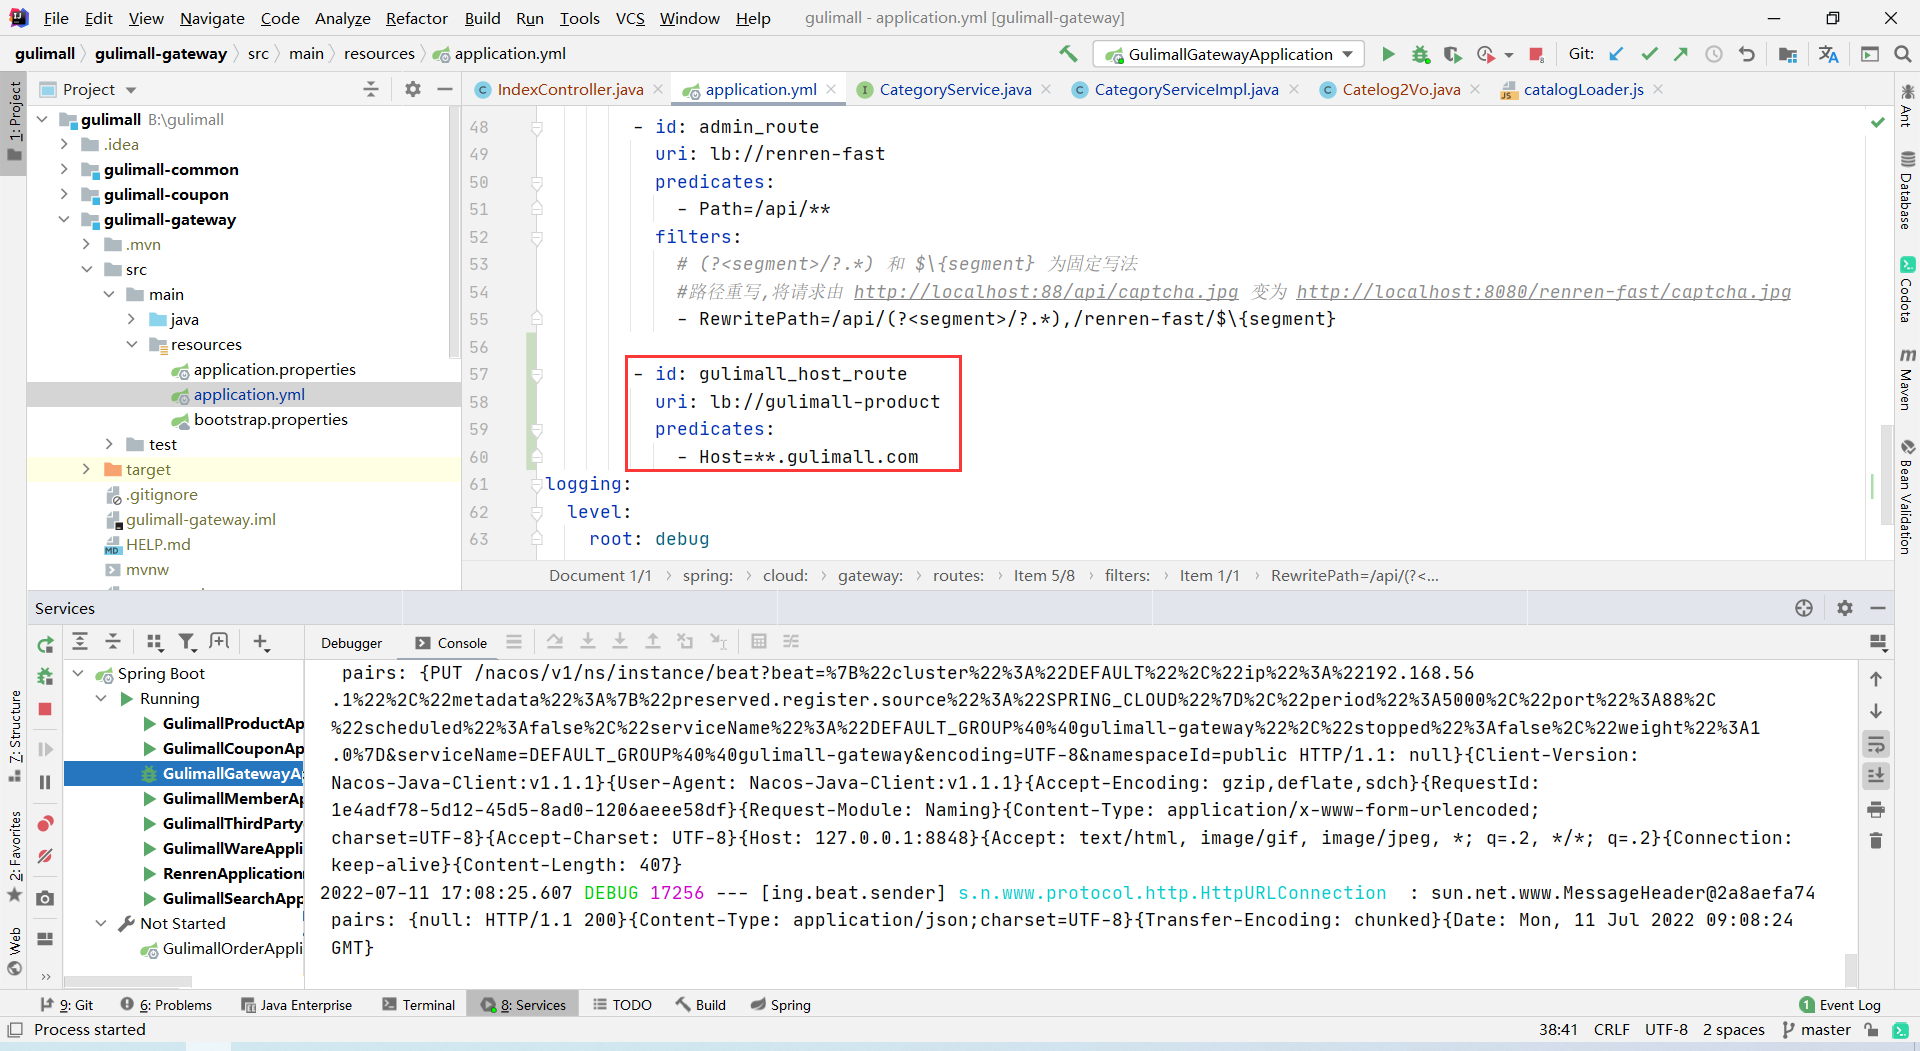 File Edit View Navigate Code Analyze Refactor Build Run Tools VCS Window Help gulimall - application.yml [gulimall-gateway]
gulimall gulimall-gateway src main resources application.yml GulimallGatewayApplication Git:
1: Project
Project
IndexController.java application.yml CategoryService.java CategoryServiceImpl.java Catelog2Vo.java catalogLoader.js
gulimall B:\gulimall
.idea
gulimall-common
gulimall-coupon
gulimall-gateway
.mvn
src
main
java
resources
application.properties
application.yml
bootstrap.properties
test
target
.gitignore
gulimall-gateway.iml
HELP.md
mvnw
48 - id: admin_route
49 uri: lb://renren-fast
50 predicates:
51 - Path=/api/**
52 filters:
53 # (?<segment>/?.*) 和 $\{segment} 为固定写法
54 #路径重写,将请求由 http://localhost:88/api/captcha.jpg 变为 http://localhost:8080/renren-fast/captcha.jpg
55 - RewritePath=/api/(?<segment>/?.*),/renren-fast/$\{segment}
56
57 - id: gulimall_host_route
58 uri: lb://gulimall-product
59 predicates:
60 - Host=**.gulimall.com
61 logging:
62 level:
63 root: debug
Document 1/1 spring: cloud: gateway: routes: Item 5/8 filters: Item 1/1 RewritePath=/api/(?<...
Ant
Database
Codota
Maven
Bean Validation
Services
Debugger Console
7: Structure
2: Favorites
Web
Spring Boot
Running
GulimallProductAp
GulimallCouponAp
GulimallGatewayA
GulimallMemberAp
GulimallThirdParty
GulimallWareAppli
RenrenApplication
GulimallSearchApp
Not Started
GulimallOrderAppli
pairs: {PUT /nacos/v1/ns/instance/beat?beat=%7B%22cluster%22%3A%22DEFAULT%22%2C%22ip%22%3A%22192.168.56
.1%22%2C%22metadata%22%3A%7B%22preserved.register.source%22%3A%22SPRING_CLOUD%22%7D%2C%22period%22%3A5000%2C%22port%22%3A88%2C
%22scheduled%22%3Afalse%2C%22serviceName%22%3A%22DEFAULT_GROUP%40%40gulimall-gateway%22%2C%22stopped%22%3Afalse%2C%22weight%22%3A1
.0%7D&serviceName=DEFAULT_GROUP%40%40gulimall-gateway&encoding=UTF-8&namespaceId=public HTTP/1.1: null}{Client-Version:
Nacos-Java-Client:v1.1.1}{User-Agent: Nacos-Java-Client:v1.1.1}{Accept-Encoding: gzip,deflate,sdch}{RequestId:
1e4adf78-5d12-45d5-8ad0-1206aeee58df}{Request-Module: Naming}{Content-Type: application/x-www-form-urlencoded;
charset=UTF-8}{Accept-Charset: UTF-8}{Host: 127.0.0.1:8848}{Accept: text/html, image/gif, image/jpeg, *; q=.2, */*; q=.2}{Connection:
keep-alive}{Content-Length: 407}
2022-07-11 17:08:25.607 DEBUG 17256 --- [ing.beat.sender] s.n.www.protocol.http.HttpURLConnection : sun.net.www.MessageHeader@2a8aefa74
pairs: {null: HTTP/1.1 200}{Content-Type: application/json;charset=UTF-8}{Transfer-Encoding: chunked}{Date: Mon, 11 Jul 2022 09:08:24
GMT}
9: Git 6: Problems Java Enterprise Terminal 8: Services TODO Build Spring 1 Event Log
Process started 38:41 CRLF UTF-8 2 spaces master